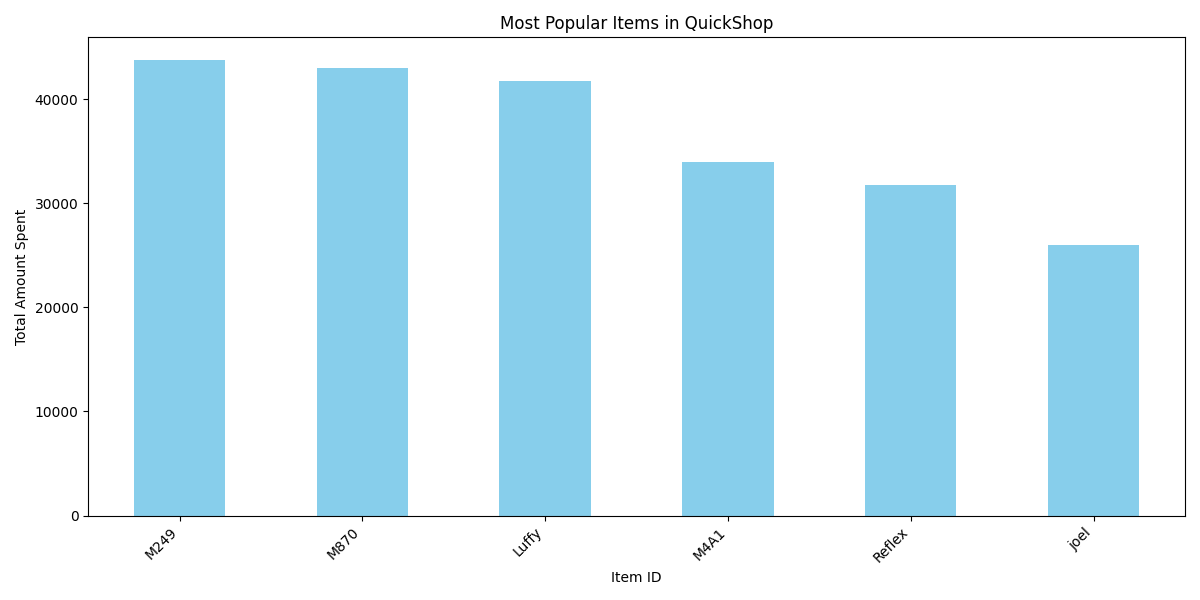 Most Popular Items in QuickShop
Total Amount Spent
40000
30000
20000
10000
0
M249
M870
Luffy
M4A1
Reflex
joel
Item ID